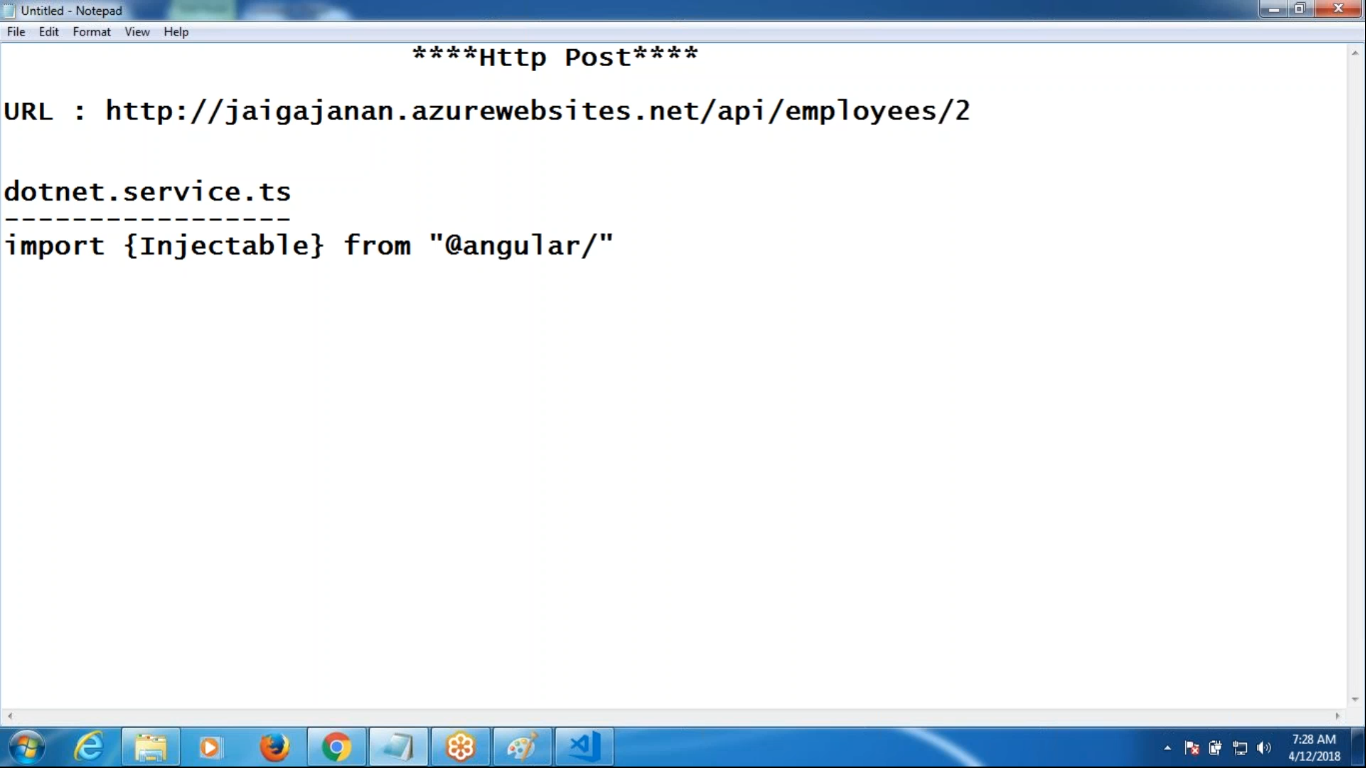 Untitled - Notepad
File Edit Format View Help
****Http Post****
URL : http://jaigajanan.azurewebsites.net/api/employees/2
dotnet.service.ts
-----------------
import {Injectable} from "@angular/"
7:28 AM
4/12/2018